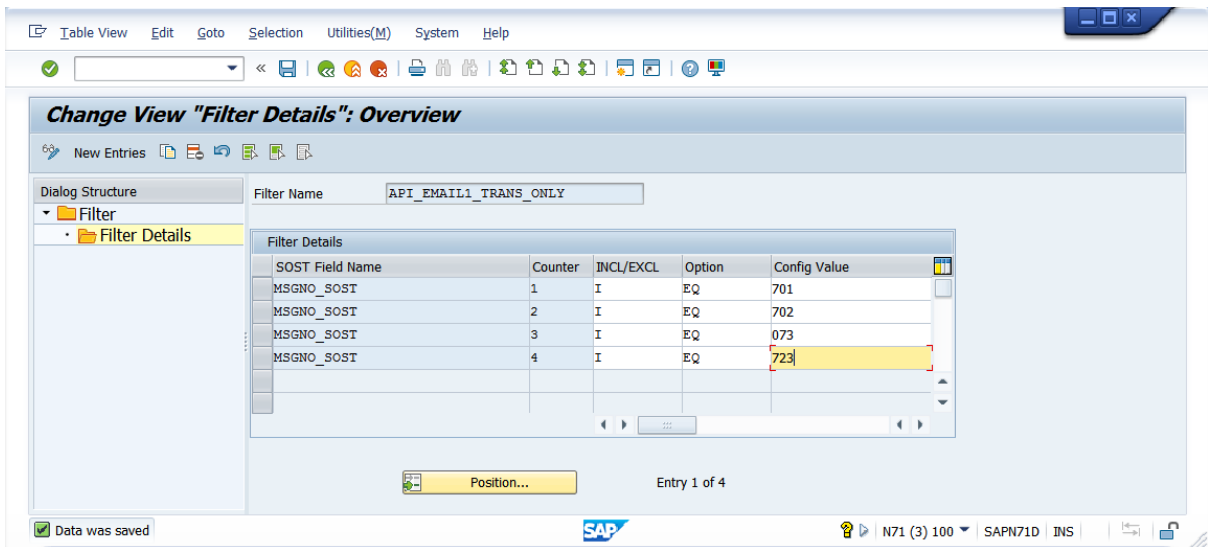 Table View Edit Goto Selection Utilities(M) System Help
Change View "Filter Details": Overview
New Entries
Dialog Structure
Filter
Filter Details
Filter Name API_EMAIL1_TRANS_ONLY
Filter Details
SOST Field Name Counter INCL/EXCL Option Config Value
MSGNO_SOST 1 I EQ 701
MSGNO_SOST 2 I EQ 702
MSGNO_SOST 3 I EQ 073
MSGNO_SOST 4 I EQ 723
Position... Entry 1 of 4
Data was saved SAP N71 (3) 100 SAPN71D INS